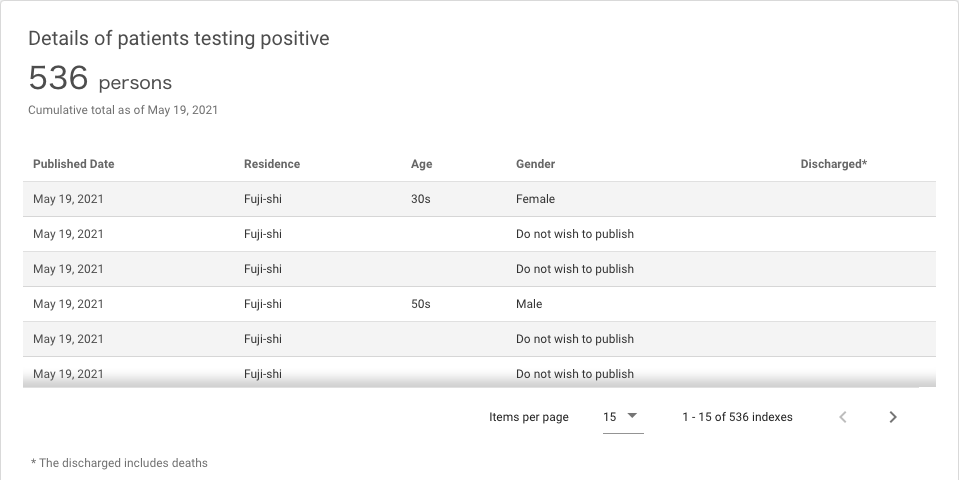 Details of patients testing positive
536 persons
Cumulative total as of May 19, 2021
Published Date Residence Age Gender Discharged*
May 19, 2021 Fuji-shi 30s Female
May 19, 2021 Fuji-shi Do not wish to publish
May 19, 2021 Fuji-shi Do not wish to publish
May 19, 2021 Fuji-shi 50s Male
May 19, 2021 Fuji-shi Do not wish to publish
May 19, 2021 Fuji-shi Do not wish to publish
Items per page 15 1 - 15 of 536 indexes
* The discharged includes deaths